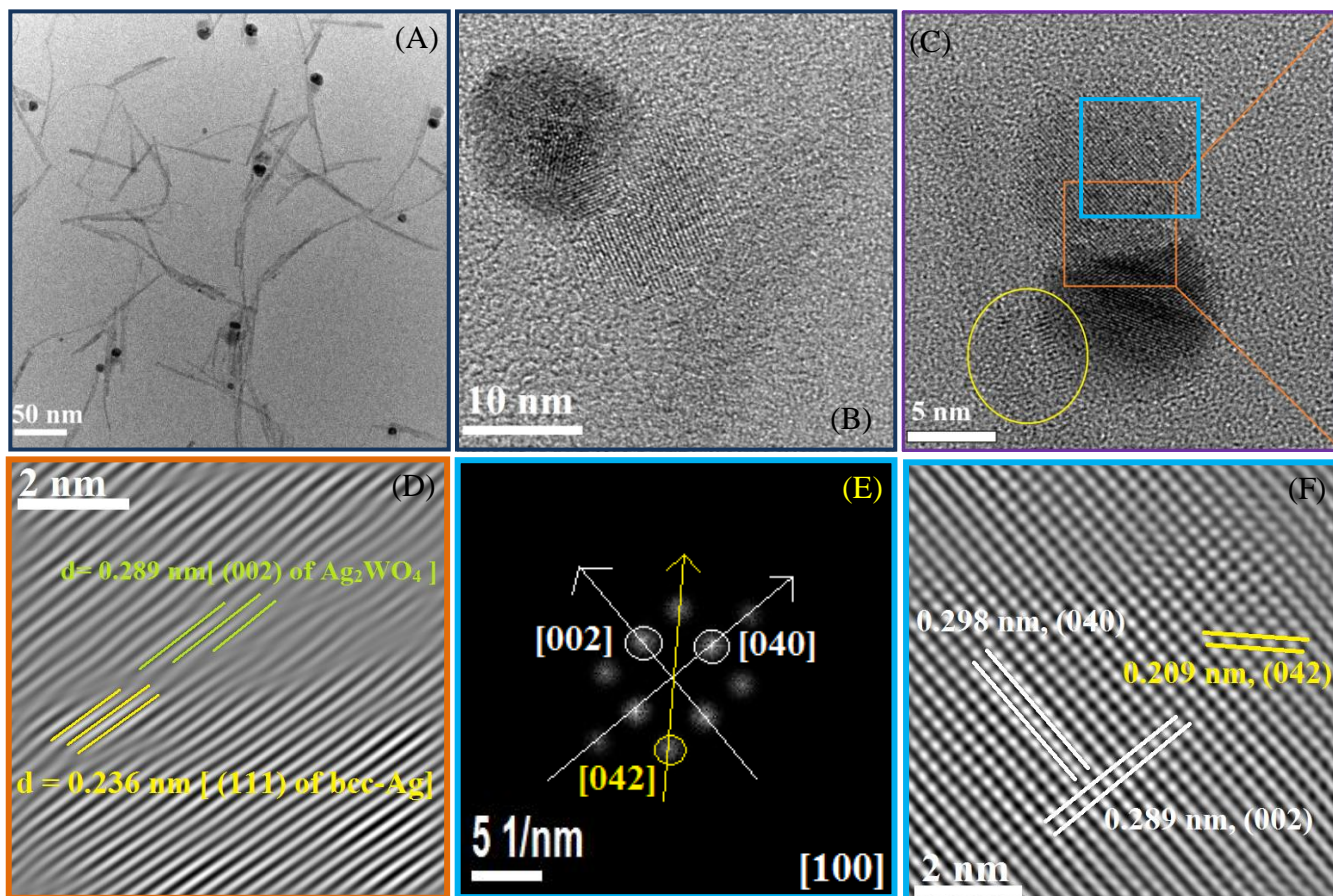 (A)
50 nm
10 nm
(B)
(C)
5 nm
2 nm
(D)
d= 0.289 nm[ (002) of Ag₂WO₄ ]
d = 0.236 nm [ (111) of bcc-Ag]
(E)
[002]
[040]
[042]
5 1/nm
[100]
(F)
0.298 nm, (040)
0.209 nm, (042)
0.289 nm, (002)
2 nm